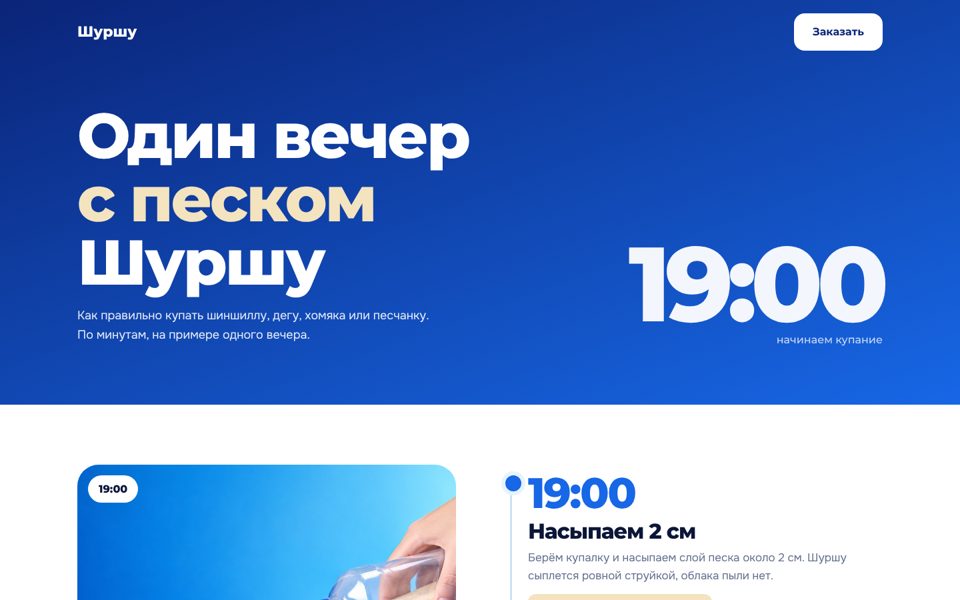 Шуршу
Заказать
Один вечер
с песком
Шуршу
Как правильно купать шиншиллу, дегу, хомяка или песчанку.
По минутам, на примере одного вечера.
19:00
начинаем купание
19:00
19:00
Насыпаем 2 см
Берём купалку и насыпаем слой песка около 2 см. Шуршу
сыплется ровной струйкой, облака пыли нет.